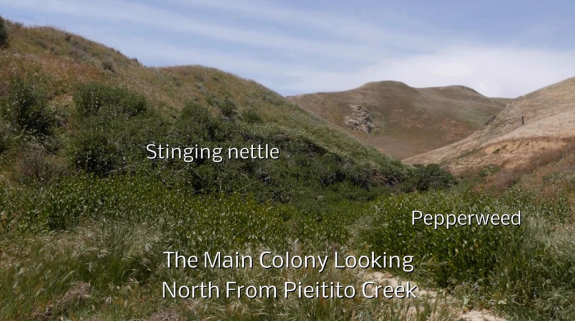 Stinging nettle
Pepperweed
The Main Colony Looking
North From Pieitito Creek